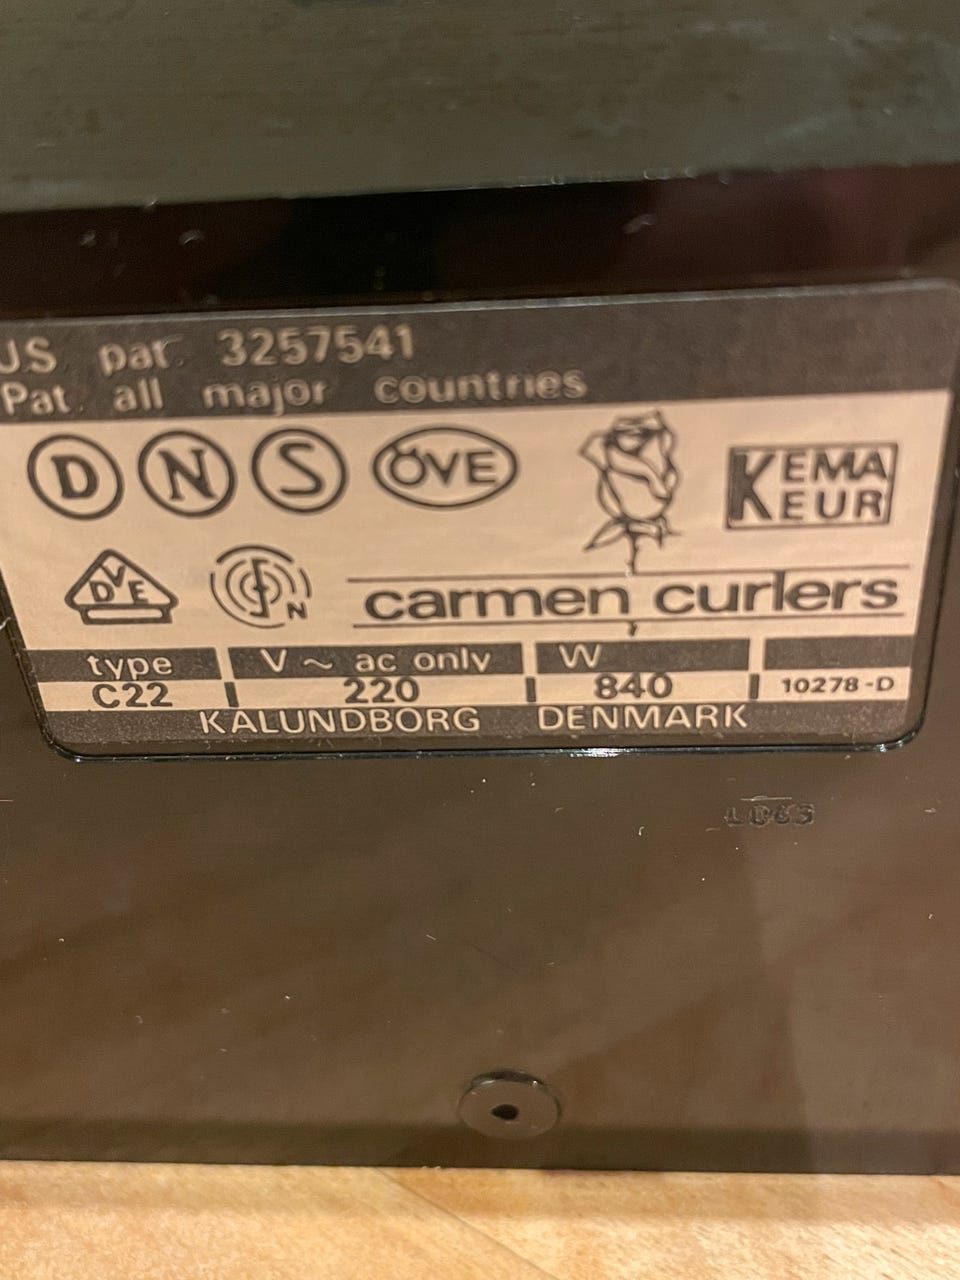 US pat. 3257541
Pat. all major countries
D N S ÖVE KEMA KEUR
DVE N
carmen curlers
type V ~ ac only W
C22 220 840 10278-D
KALUNDBORG DENMARK